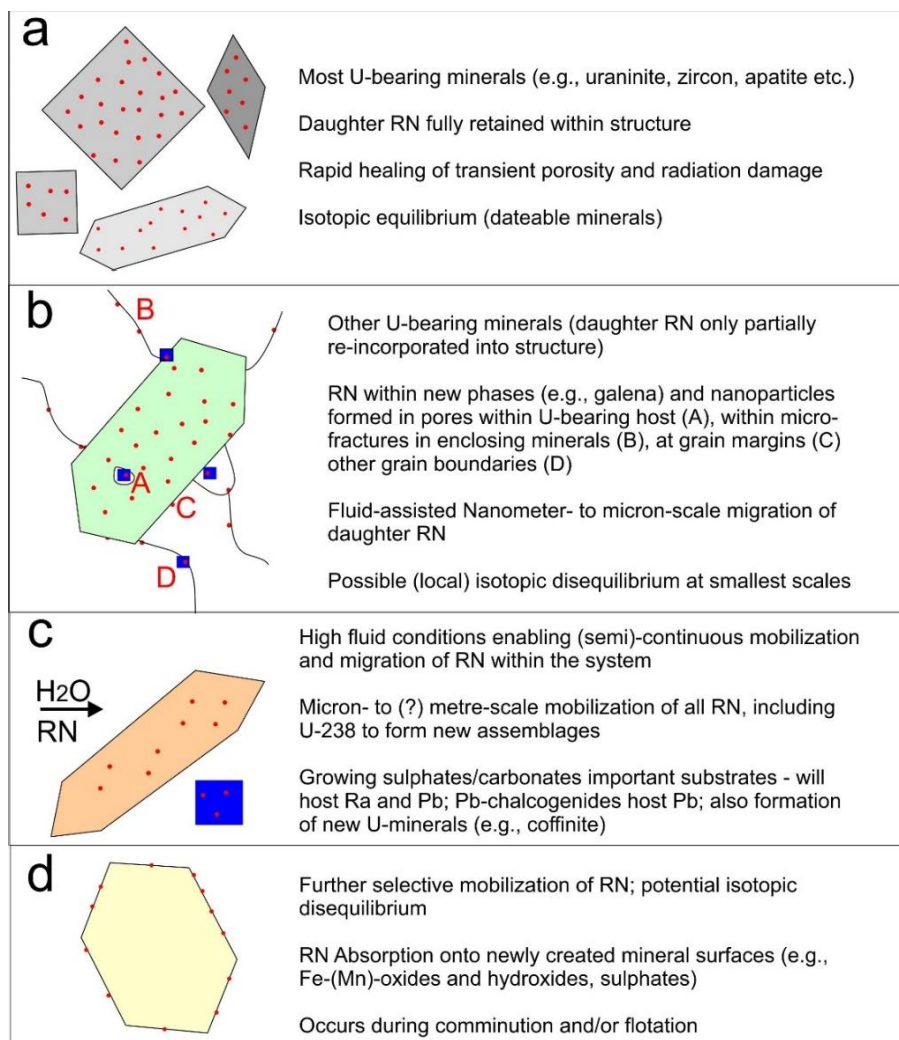 a
Most U-bearing minerals (e.g., uraninite, zircon, apatite etc.)
Daughter RN fully retained within structure
Rapid healing of transient porosity and radiation damage
Isotopic equilibrium (dateable minerals)
b
B
A
C
D
Other U-bearing minerals (daughter RN only partially
re-incorporated into structure)
RN within new phases (e.g., galena) and nanoparticles
formed in pores within U-bearing host (A), within micro-
fractures in enclosing minerals (B), at grain margins (C)
other grain boundaries (D)
Fluid-assisted Nanometer- to micron-scale migration of
daughter RN
Possible (local) isotopic disequilibrium at smallest scales
c
H2O
RN
High fluid conditions enabling (semi)-continuous mobilization
and migration of RN within the system
Micron- to (?) metre-scale mobilization of all RN, including
U-238 to form new assemblages
Growing sulphates/carbonates important substrates - will
host Ra and Pb; Pb-chalcogenides host Pb; also formation
of new U-minerals (e.g., coffinite)
d
Further selective mobilization of RN; potential isotopic
disequilibrium
RN Absorption onto newly created mineral surfaces (e.g.,
Fe-(Mn)-oxides and hydroxides, sulphates)
Occurs during comminution and/or flotation